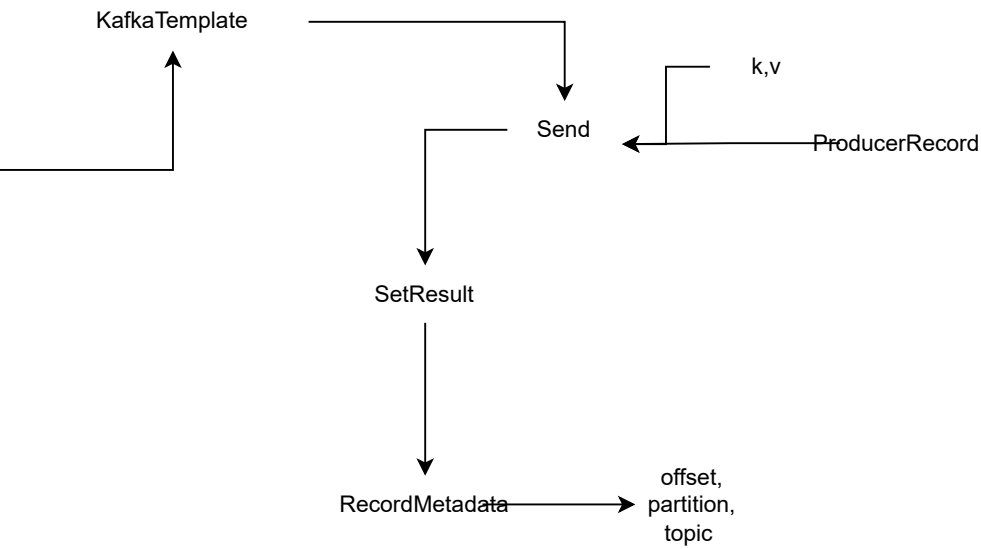 KafkaTemplate
k,v
Send
ProducerRecord
SetResult
RecordMetadata
offset,
partition,
topic